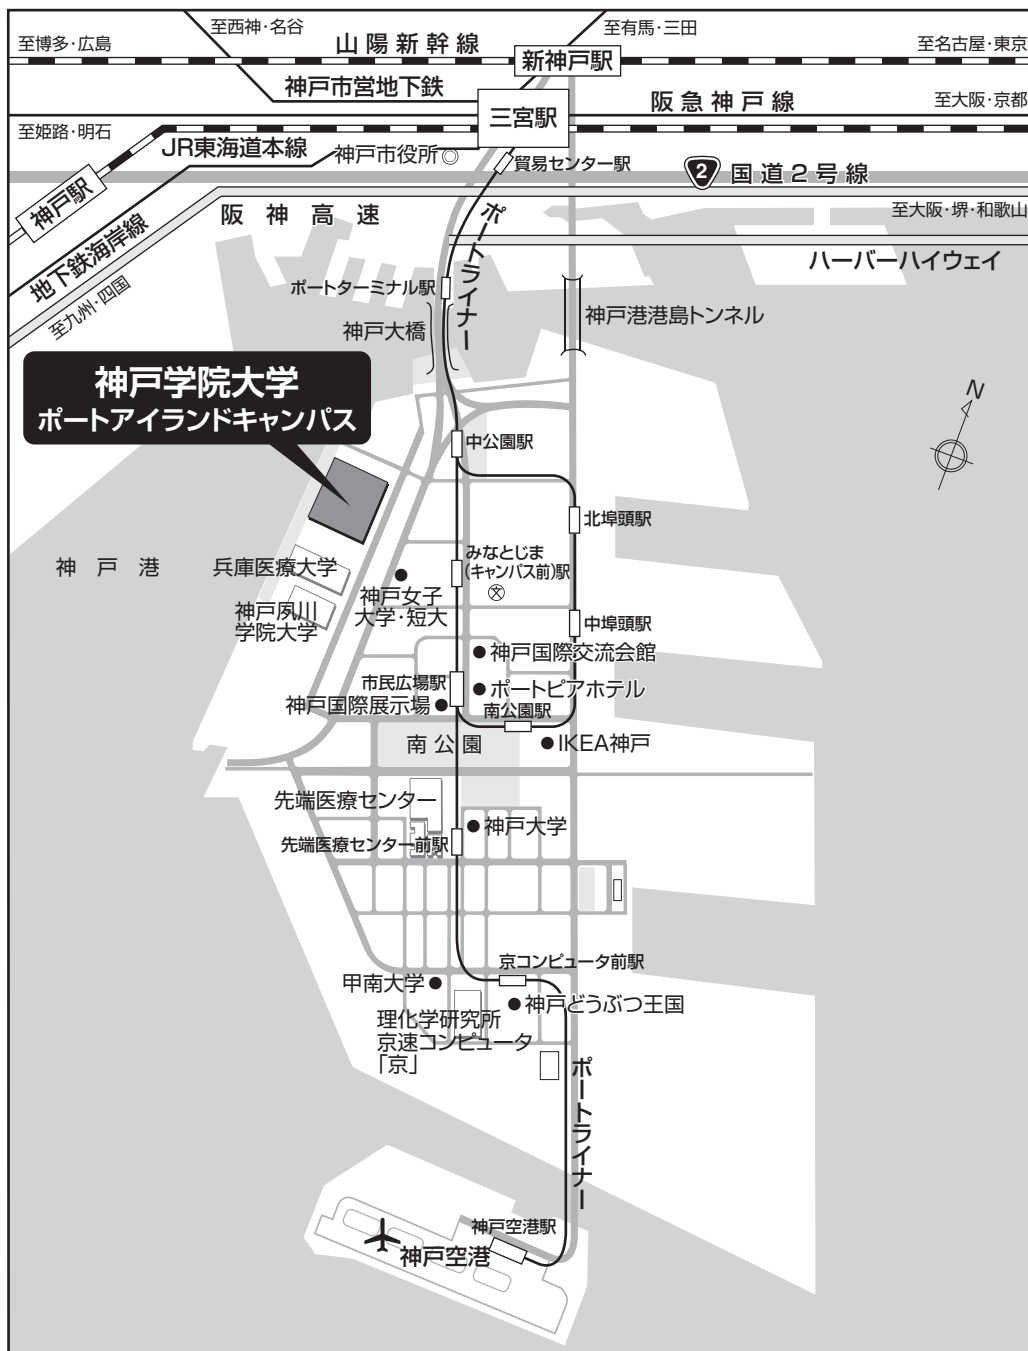 至西神・名谷
至有馬・三田
至博多・広島
山陽新幹線
至名古屋・東京
新神戸駅
神戸市営地下鉄
阪急神戸線
至大阪・京都
三宮駅
至姫路・明石
JR東海道本線
神戸市役所
貿易センター駅
2
国道2号線
神戸駅
阪神高速
至大阪・堺・和歌山
地下鉄海岸線
ポートライナー
ハーバーハイウェイ
至九州・四国
ポートターミナル駅
神戸大橋
神戸港港島トンネル
神戸学院大学
ポートアイランドキャンパス
N
中公園駅
北埠頭駅
神戸港
兵庫医療大学
みなとじま
(キャンパス前)駅
文
神戸女子
大学・短大
神戸夙川
学院大学
中埠頭駅
神戸国際交流会館
市民広場駅
ポートピアホテル
神戸国際展示場
南公園駅
南公園
IKEA神戸
先端医療センター
神戸大学
先端医療センター前駅
京コンピュータ前駅
甲南大学
神戸どうぶつ王国
理化学研究所
京速コンピュータ
「京」
ポートライナー
神戸空港駅
神戸空港